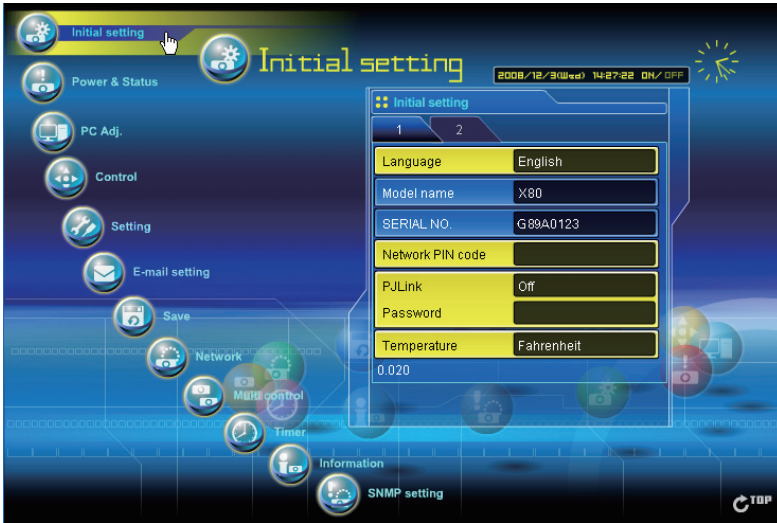 Initial setting
Initial setting
2008/12/3(Wed) 14:27:22 ON/ OFF
Power & Status
PC Adj.
Control
Setting
E-mail setting
Save
Network
Multi control
Timer
Information
SNMP setting
Initial setting
1 2
Language English
Model name X80
SERIAL NO. G89A0123
Network PIN code
PJLink Off
Password
Temperature Fahrenheit
0.020
TOP